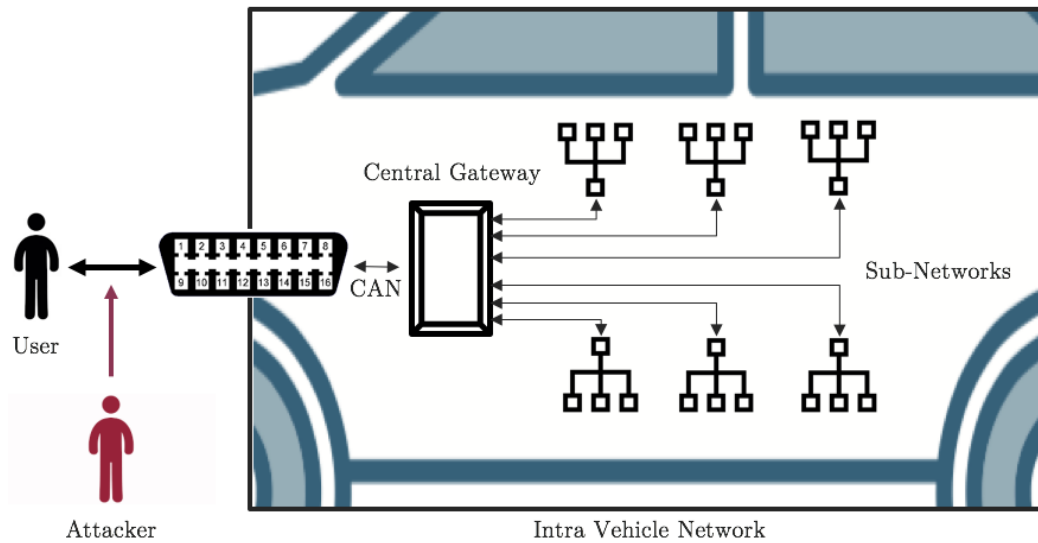 Central Gateway
1 2 3 4 5 6 7 8
9 10 11 12 13 14 15 16
CAN
Sub-Networks
User
Attacker
Intra Vehicle Network